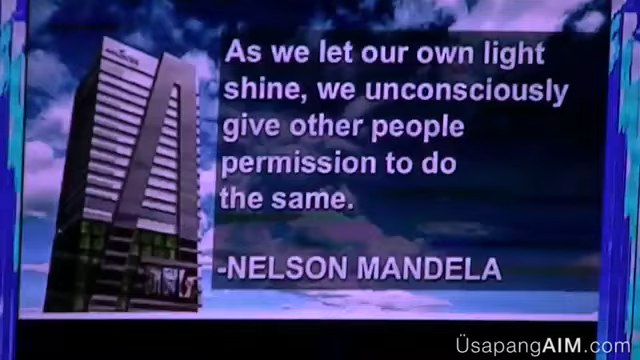 As we let our own light
shine, we unconsciously
give other people
permission to do
the same.
-NELSON MANDELA
ÜsapangAIM.com